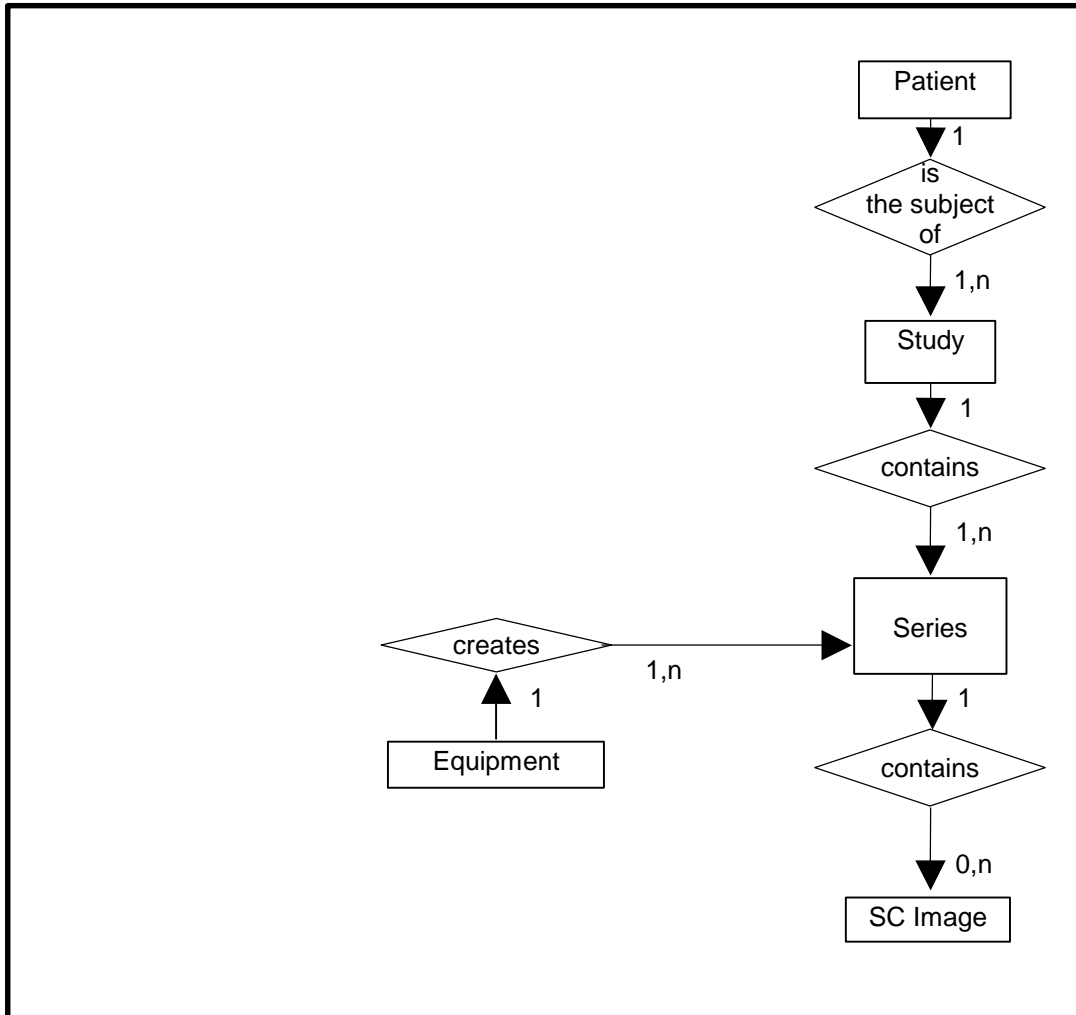 Patient
1
is
the subject
of
1,n
Study
1
contains
1,n
Series
creates
1,n
1
1
Equipment
contains
0,n
SC Image